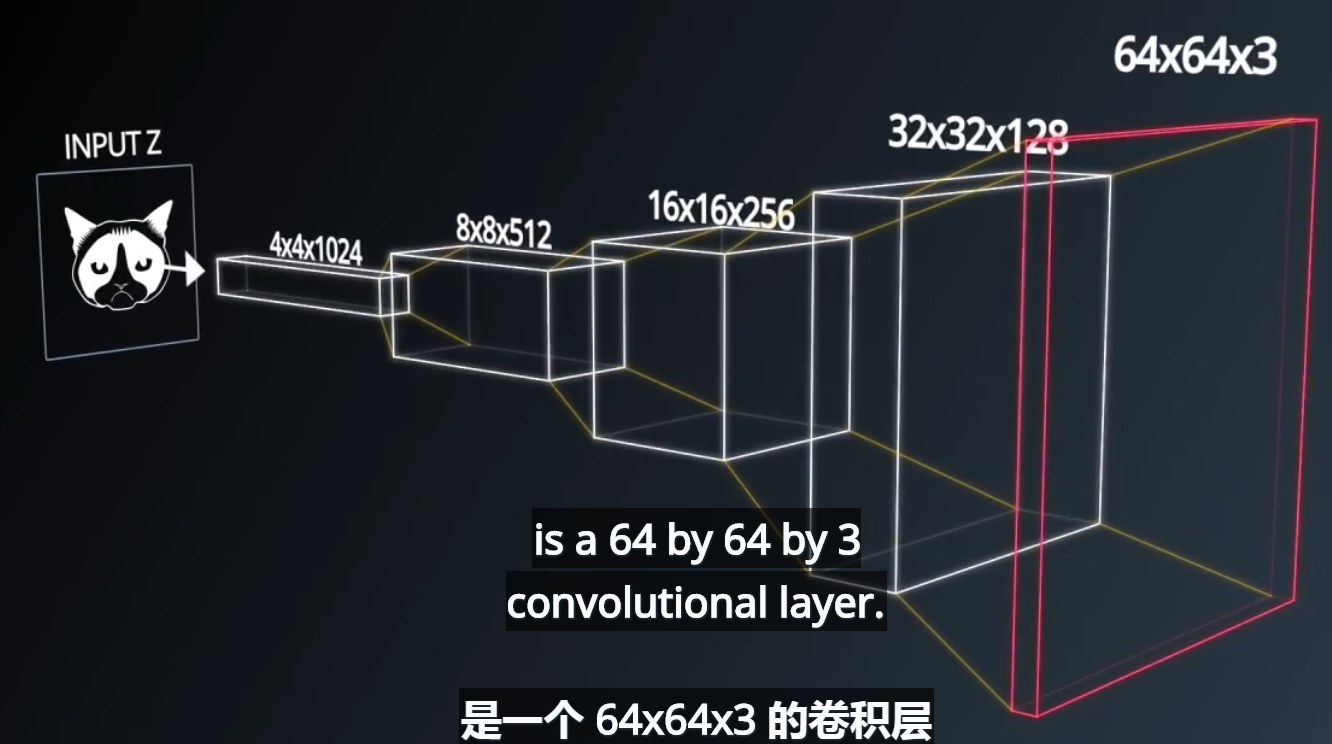 64x64x3
32x32x128
INPUT Z
16x16x256
8x8x512
4x4x1024
is a 64 by 64 by 3
convolutional layer.
是一个 64x64x3 的卷积层